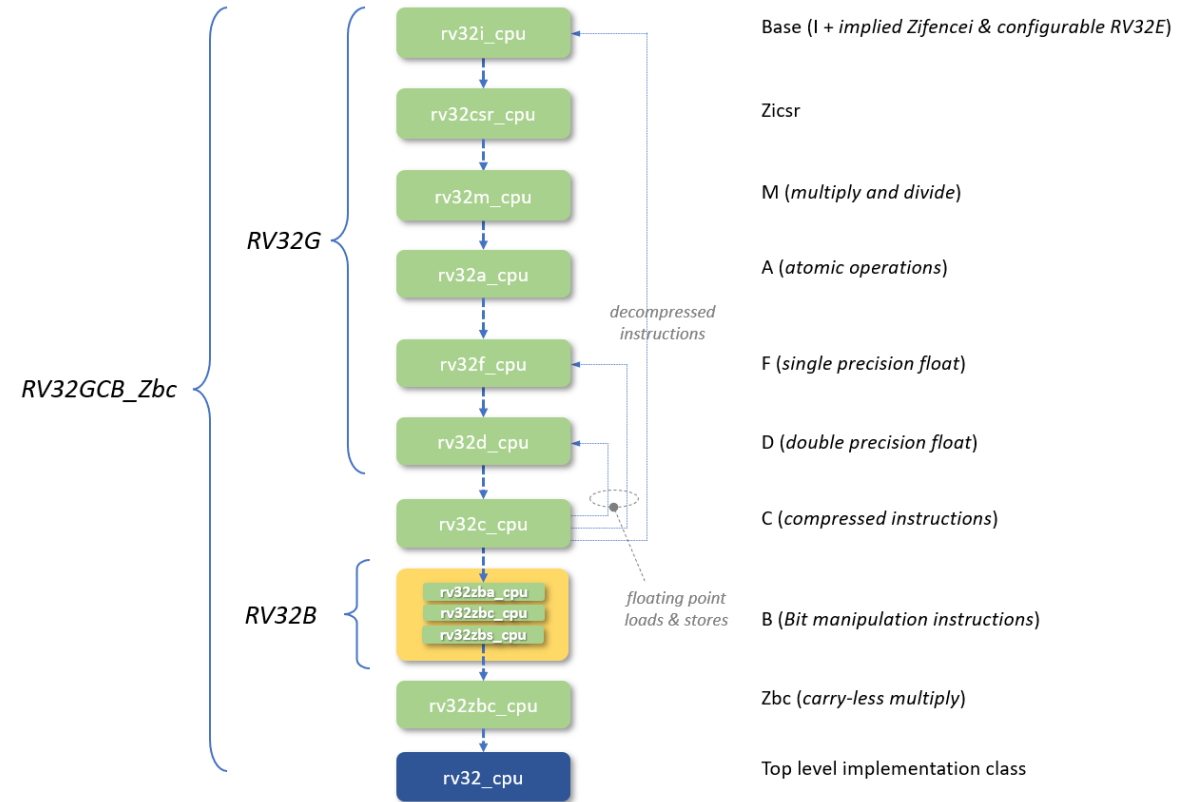 rv32i_cpu
Base (I + implied Zifencei & configurable RV32E)
rv32csr_cpu
Zicsr
rv32m_cpu
M (multiply and divide)
RV32G
rv32a_cpu
A (atomic operations)
decompressed
instructions
rv32f_cpu
F (single precision float)
RV32GCB_Zbc
rv32d_cpu
D (double precision float)
rv32c_cpu
C (compressed instructions)
rv32zba_cpu
rv32zbc_cpu
rv32zbs_cpu
RV32B
floating point
loads & stores
B (Bit manipulation instructions)
rv32zbc_cpu
Zbc (carry-less multiply)
rv32_cpu
Top level implementation class